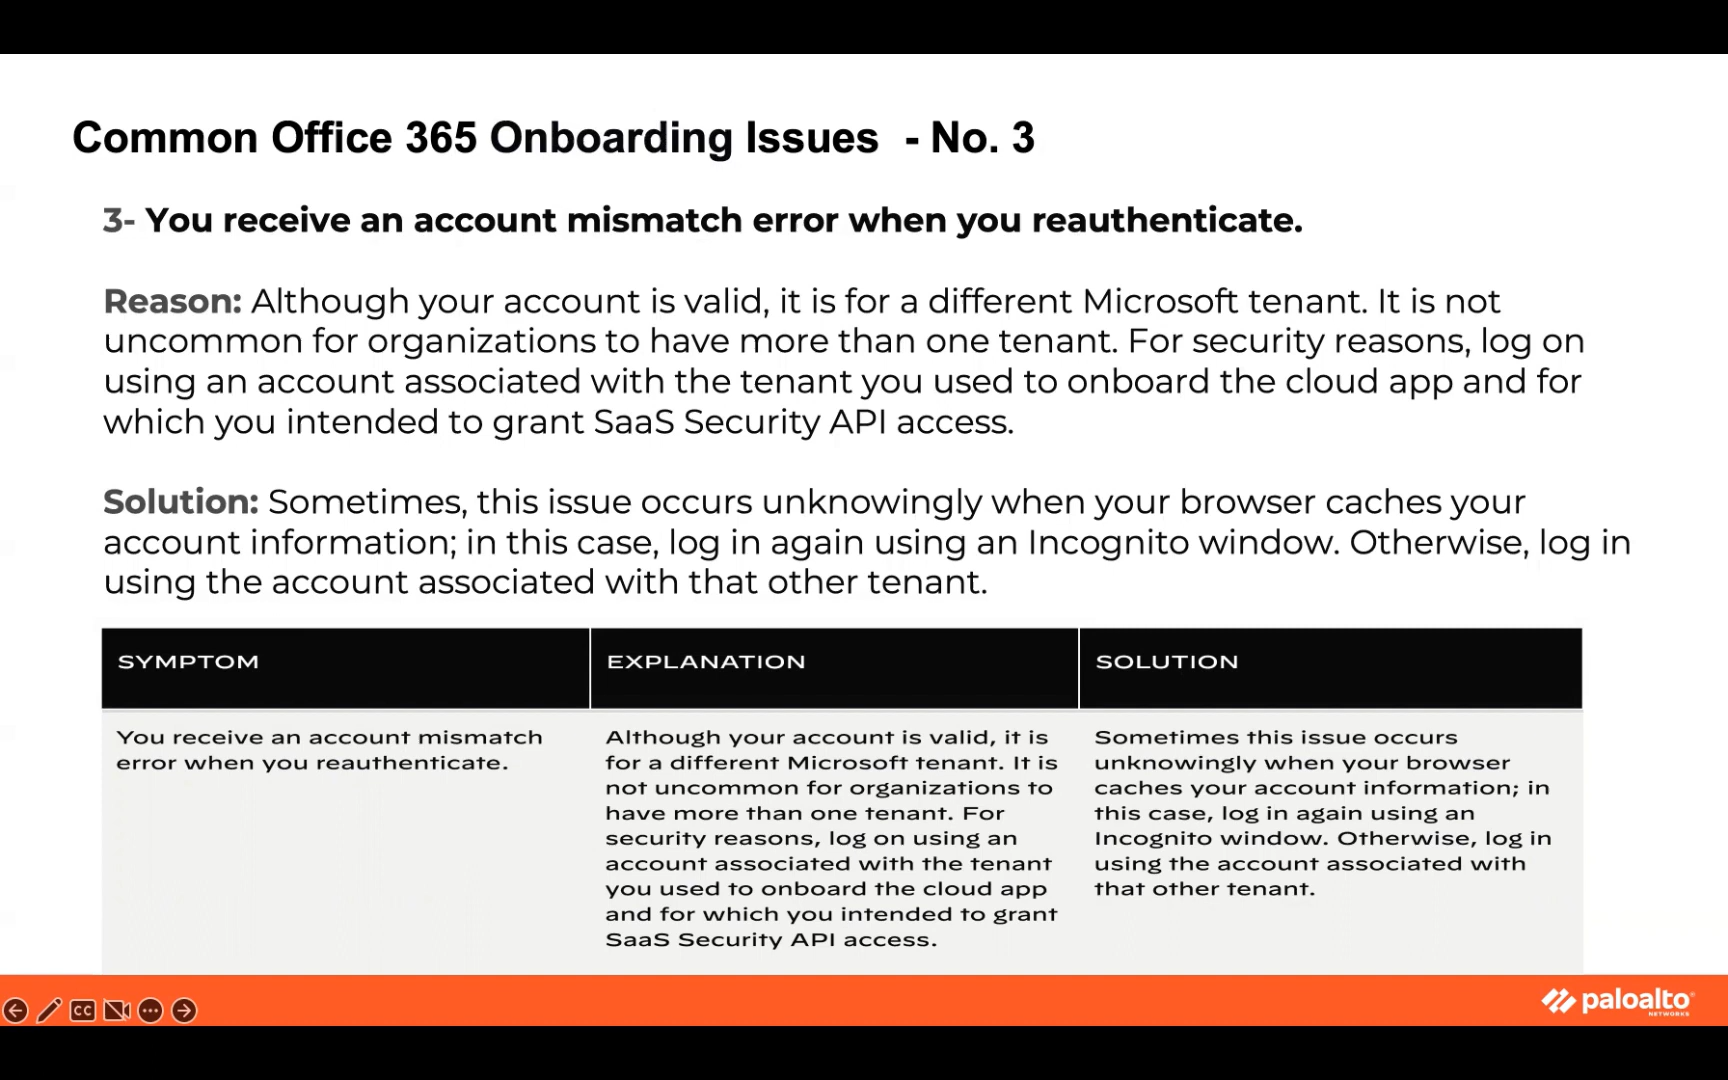 Common Office 365 Onboarding Issues - No. 3
3- You receive an account mismatch error when you reauthenticate.
Reason: Although your account is valid, it is for a different Microsoft tenant. It is not
uncommon for organizations to have more than one tenant. For security reasons, log on
using an account associated with the tenant you used to onboard the cloud app and for
which you intended to grant SaaS Security API access.
Solution: Sometimes, this issue occurs unknowingly when your browser caches your
account information; in this case, log in again using an Incognito window. Otherwise, log in
using the account associated with that other tenant.
SYMPTOM
EXPLANATION
SOLUTION
You receive an account mismatch
error when you reauthenticate.
Although your account is valid, it is
for a different Microsoft tenant. It is
not uncommon for organizations to
have more than one tenant. For
security reasons, log on using an
account associated with the tenant
you used to onboard the cloud app
and for which you intended to grant
SaaS Security API access.
Sometimes this issue occurs
unknowingly when your browser
caches your account information; in
this case, log in again using an
Incognito window. Otherwise, log in
using the account associated with
that other tenant.
CC
paloalto
NETWORKS